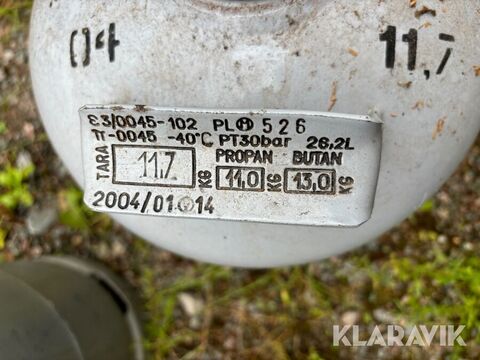 04 11,7
ε3/0045-102 PL 526
π-0045 -40°C PT30bar 26,2L
TARA 11,7 KG PROPAN 11,0 KG BUTAN 13,0 KG
2004/01 14
KLARAVIK